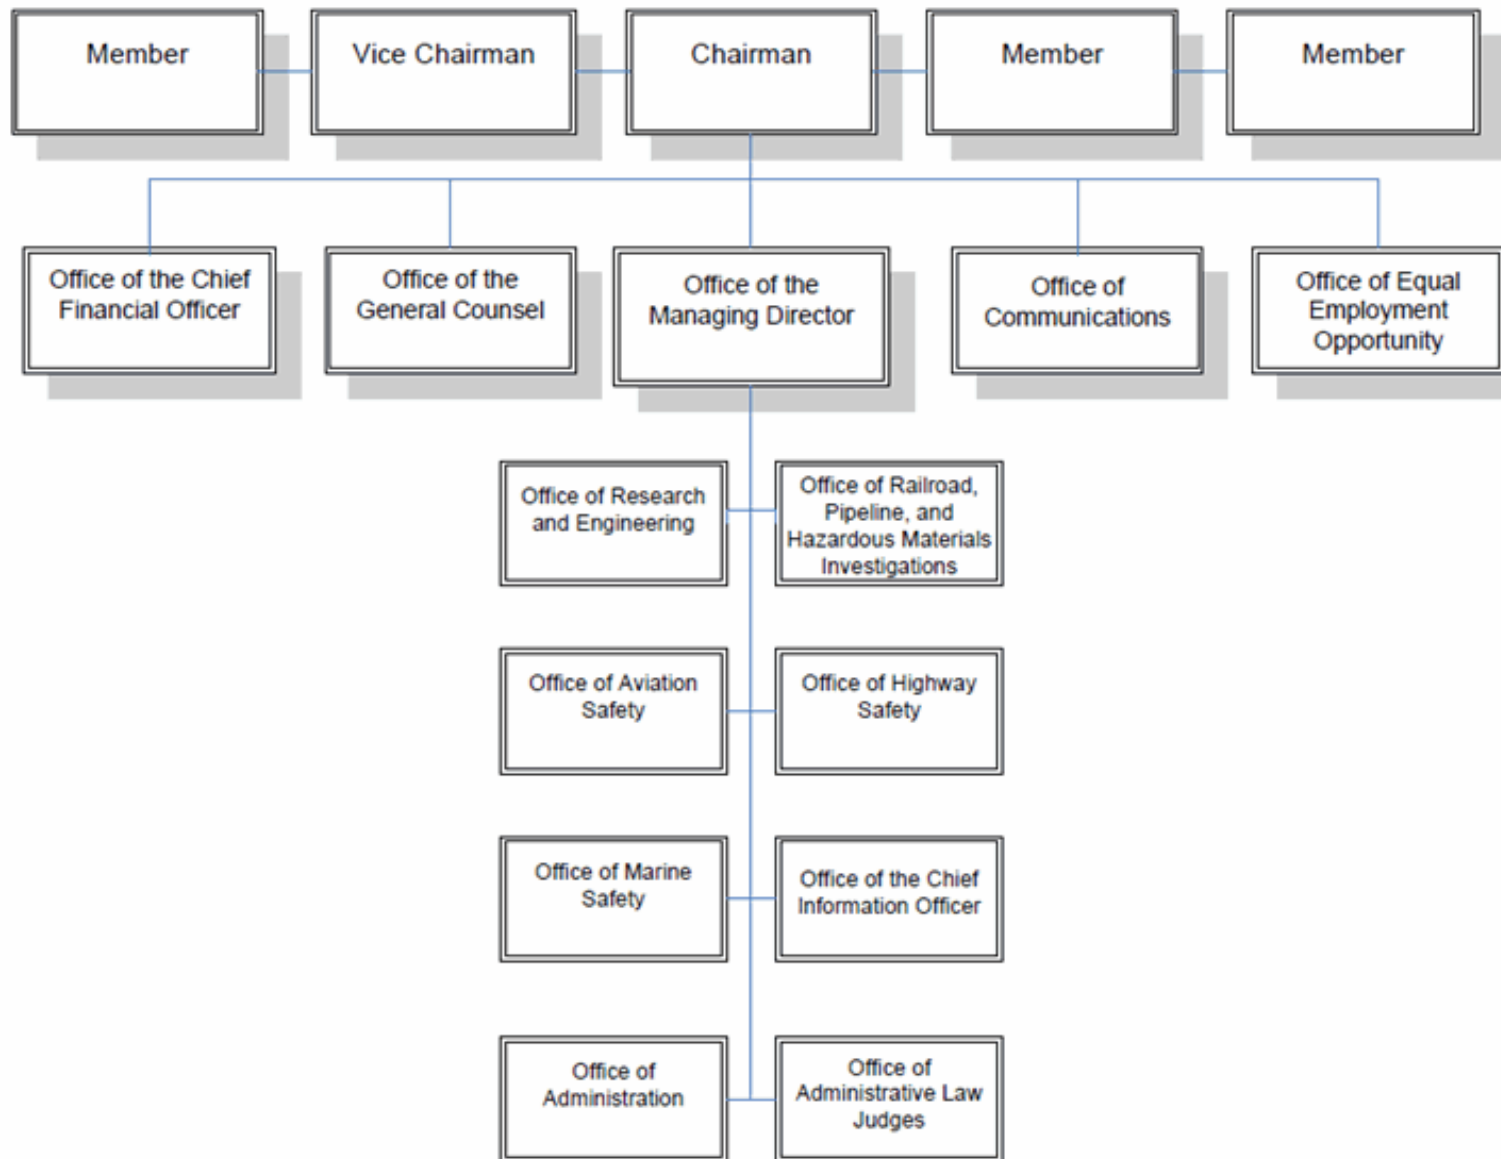 Member
Vice Chairman
Chairman
Member
Member
Office of the Chief
Financial Officer
Office of the
General Counsel
Office of the
Managing Director
Office of
Communications
Office of Equal
Employment
Opportunity
Office of Research
and Engineering
Office of Railroad,
Pipeline, and
Hazardous Materials
Investigations
Office of Aviation
Safety
Office of Highway
Safety
Office of Marine
Safety
Office of the Chief
Information Officer
Office of
Administration
Office of
Administrative Law
Judges